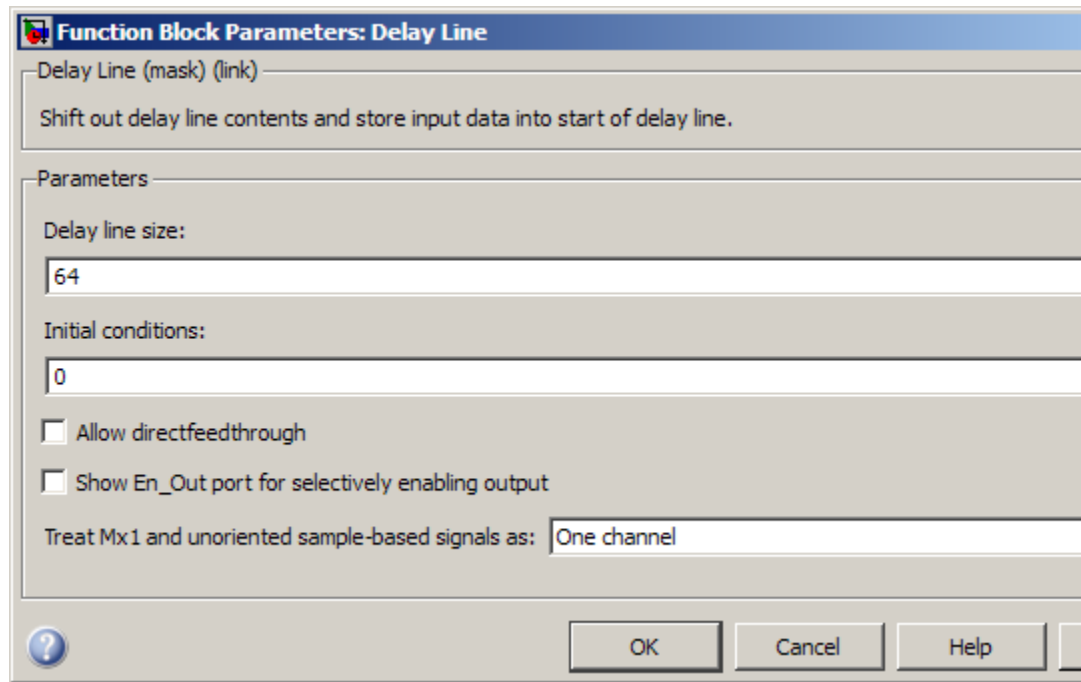 Function Block Parameters: Delay Line
Delay Line (mask) (link)
Shift out delay line contents and store input data into start of delay line.
Parameters
Delay line size:
64
Initial conditions:
0
Allow directfeedthrough
Show En_Out port for selectively enabling output
Treat Mx1 and unoriented sample-based signals as: One channel
? OK Cancel Help